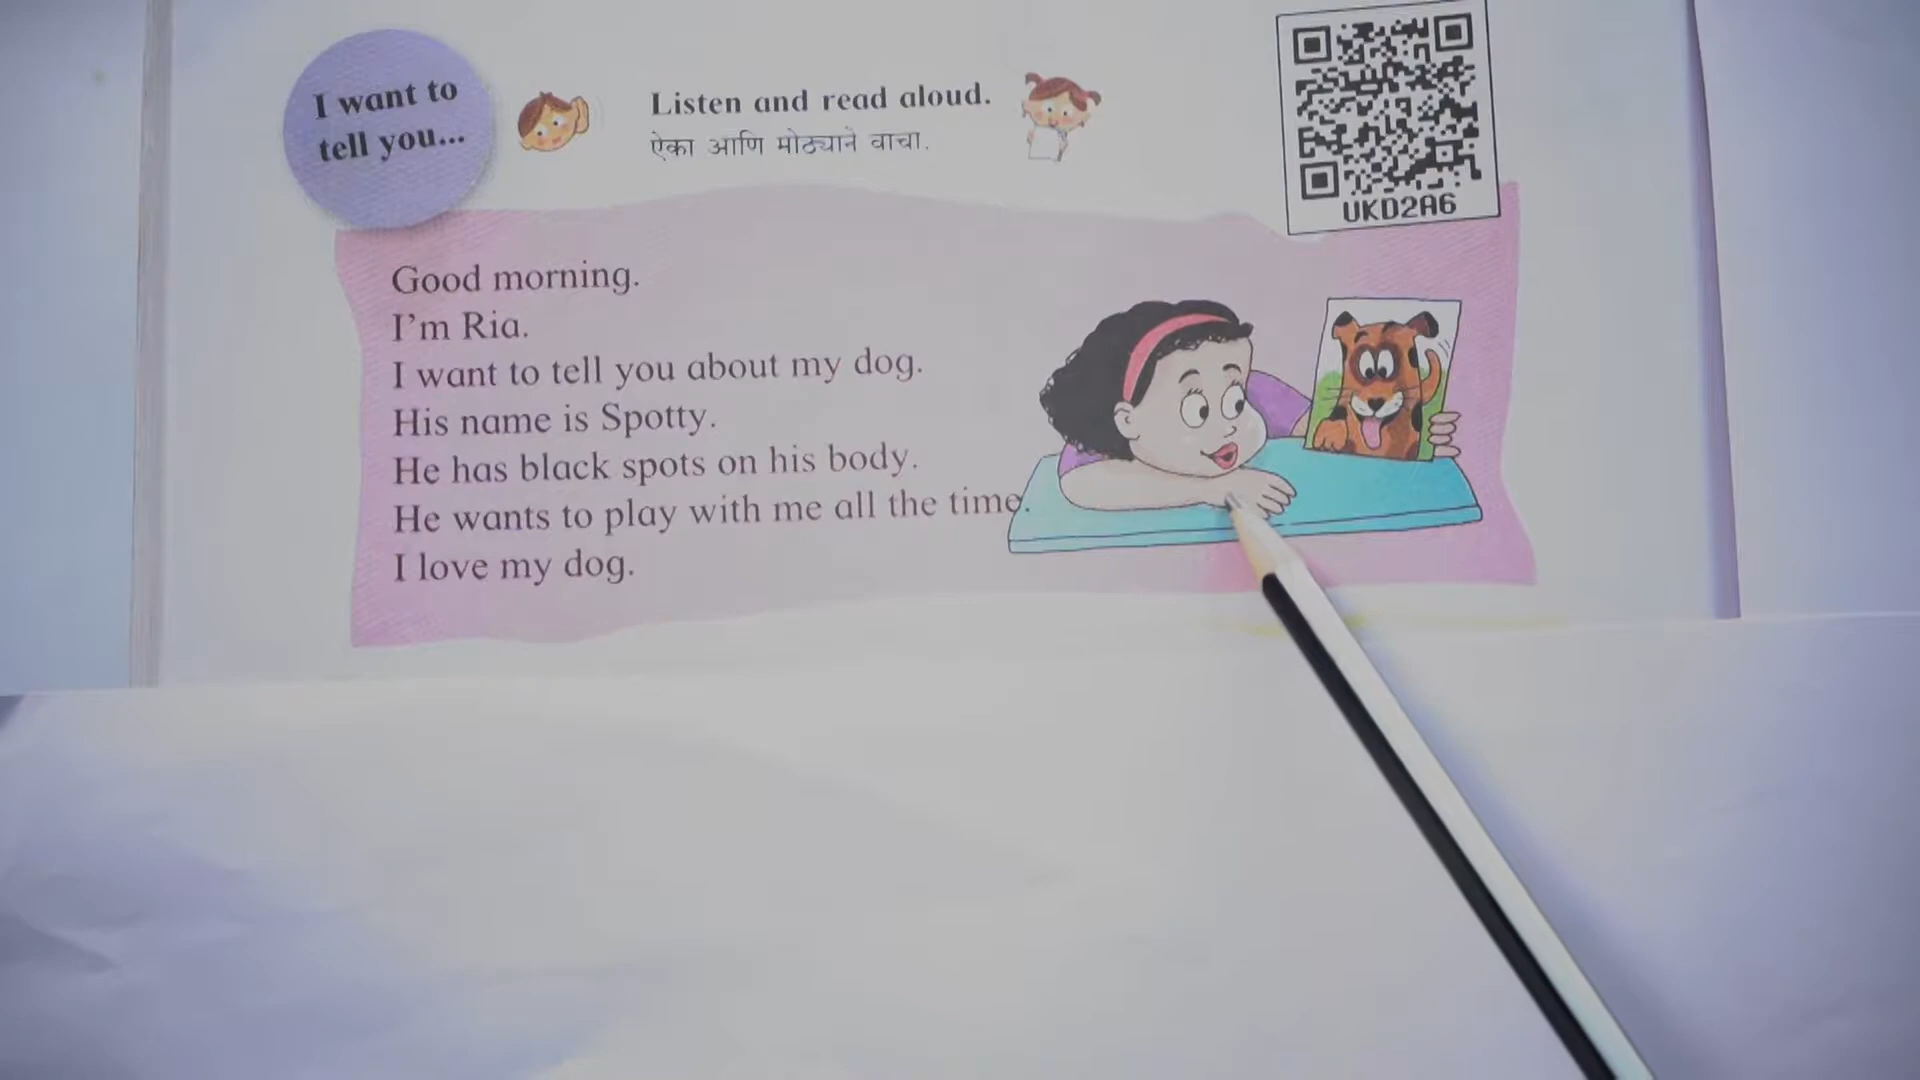 I want to
tell you...
Listen and read aloud.
ऐका आणि मोठ्याने वाचा.
UKD2A6
Good morning.
I'm Ria.
I want to tell you about my dog.
His name is Spotty.
He has black spots on his body.
He wants to play with me all the time.
I love my dog.